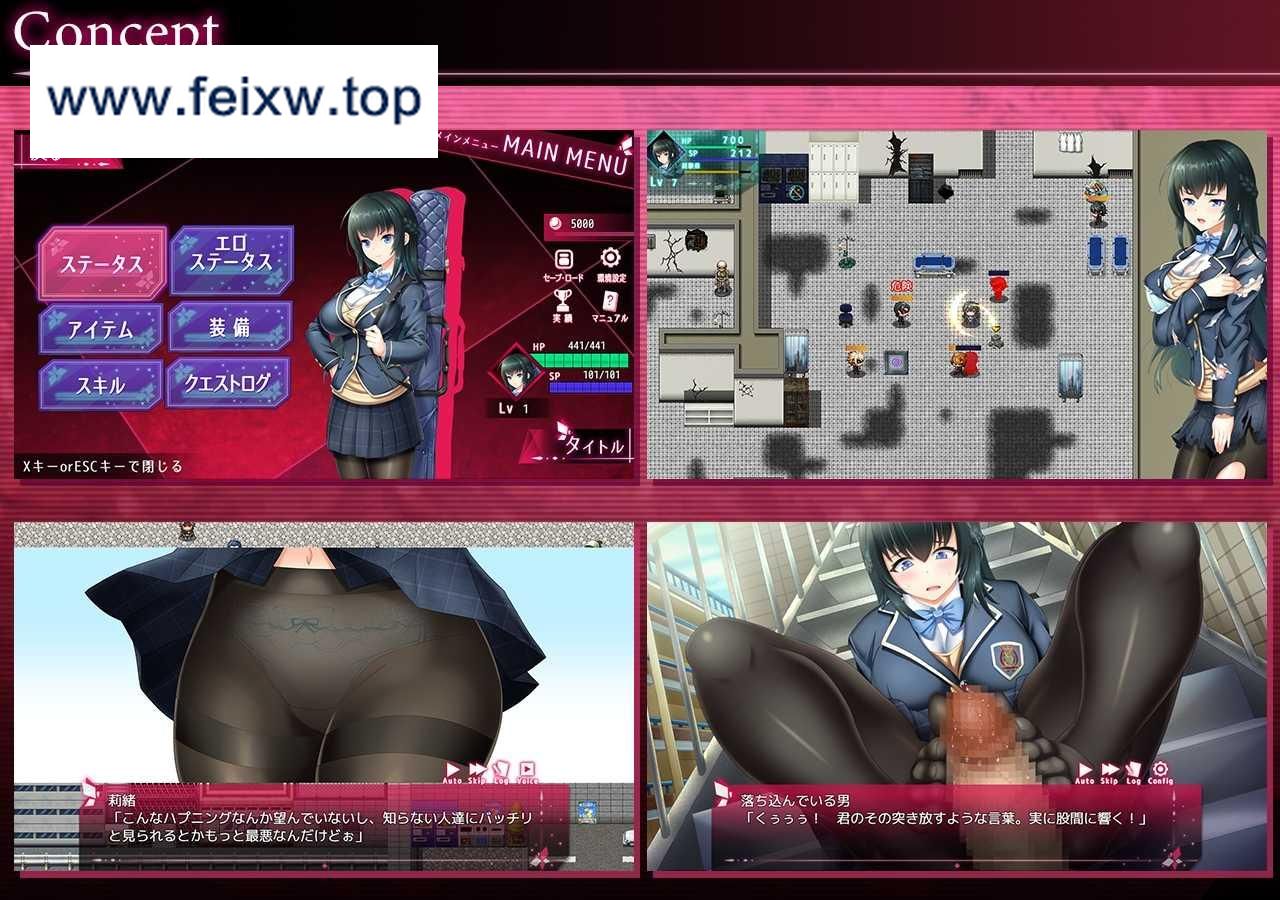 Concept
www.feixw.top
メインメニュー MAIN MENU
5000
ステータス
エロ
ステータス
セーブ・ロード
環境設定
アイテム
装備
実績
マニュアル
スキル
クエストログ
HP 441/441
SP 101/101
Lv 1
タイトル
XキーorESCキーで閉じる
HP 700
SP 212
Lv 7
危険
Auto Skip Log Voice
莉緒
「こんなハプニングなんか望んでいないし、知らない人達にバッチリ
と見られるとかもっと最悪なんだけどぉ」
Auto Skip Log Config
落ち込んでいる男
「くぅぅぅ！　君のその突き放すような言葉。実に股間に響く！」